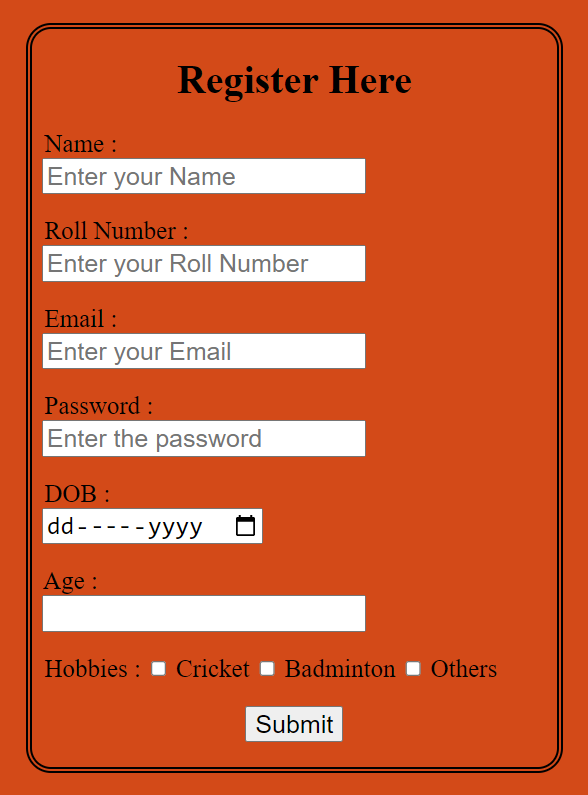 Register Here
Name :
Enter your Name
Roll Number :
Enter your Roll Number
Email :
Enter your Email
Password :
Enter the password
DOB :
dd-----yyyy
Age :
Hobbies : Cricket Badminton Others
Submit